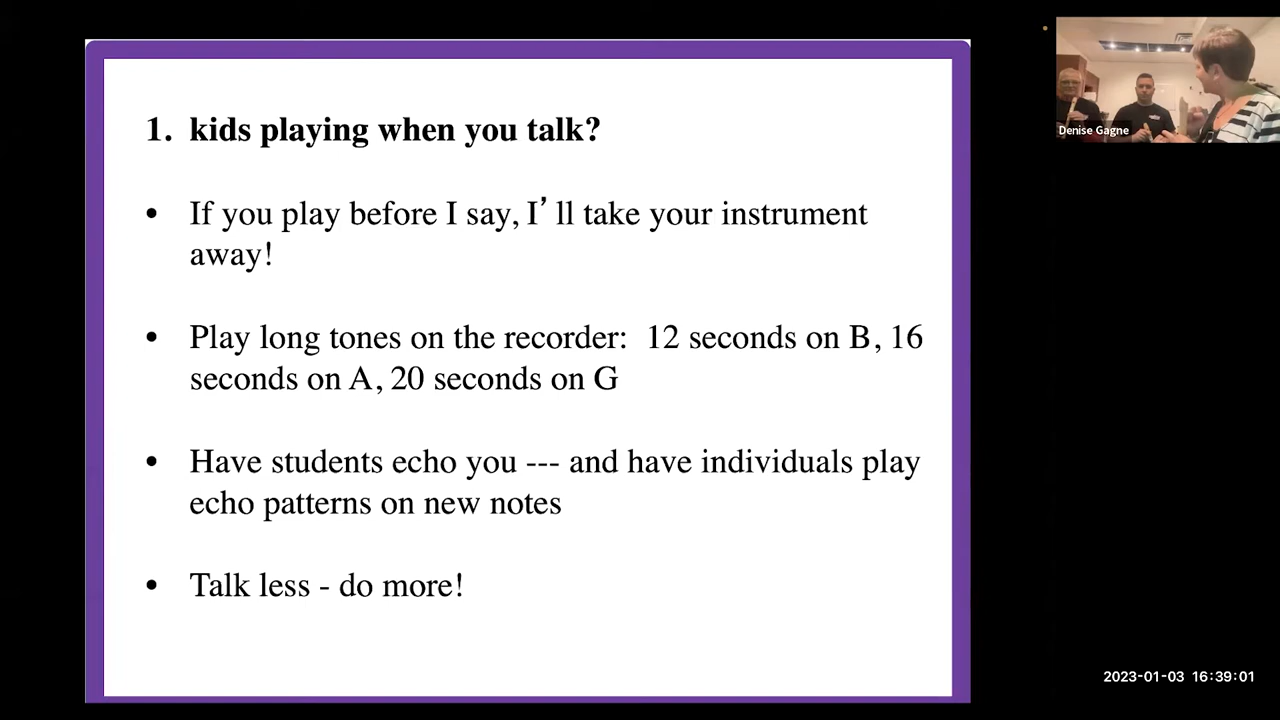 1. kids playing when you talk?
• If you play before I say, I’ ll take your instrument
away!
• Play long tones on the recorder: 12 seconds on B, 16
seconds on A, 20 seconds on G
• Have students echo you --- and have individuals play
echo patterns on new notes
• Talk less - do more!
Denise Gagne
2023-01-03 16:39:01